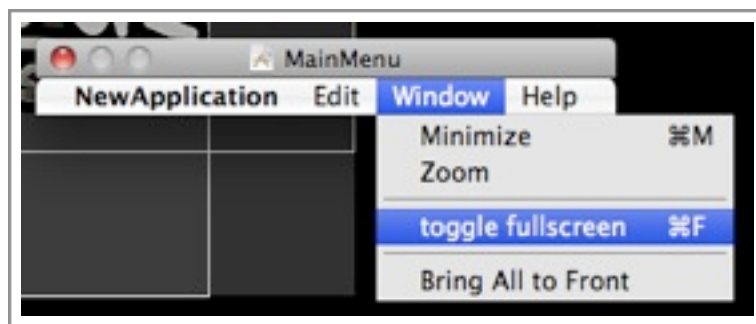 MainMenu
NewApplication Edit Window Help
Minimize ⌘M
Zoom
toggle fullscreen ⌘F
Bring All to Front